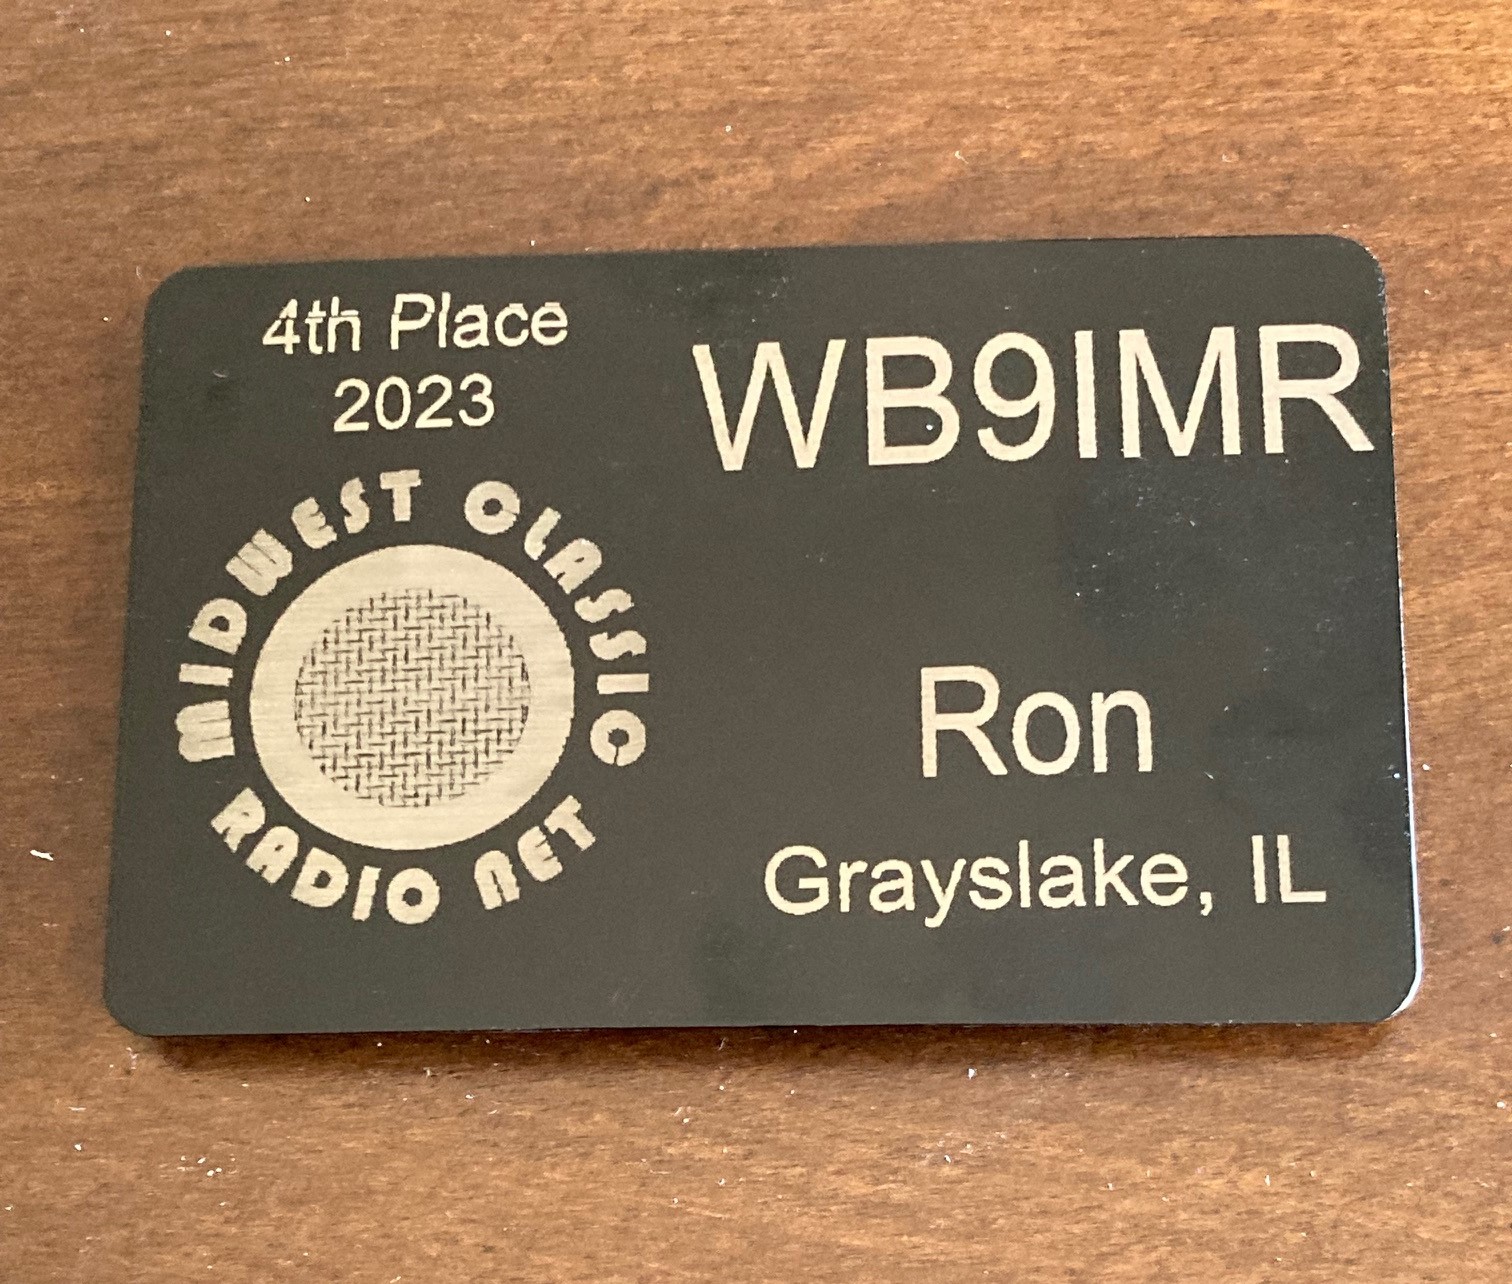 4th Place
2023
MIDWEST CLASSIC
RADIO NET
WB9IMR
Ron
Grayslake, IL